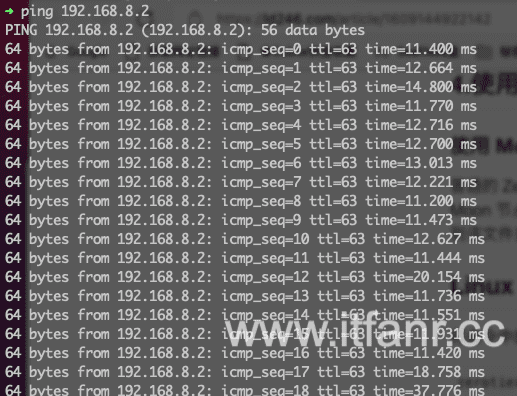 ➜ ping 192.168.8.2
PING 192.168.8.2 (192.168.8.2): 56 data bytes
64 bytes from 192.168.8.2: icmp_seq=0 ttl=63 time=11.400 ms
64 bytes from 192.168.8.2: icmp_seq=1 ttl=63 time=12.664 ms
64 bytes from 192.168.8.2: icmp_seq=2 ttl=63 time=14.800 ms
64 bytes from 192.168.8.2: icmp_seq=3 ttl=63 time=11.770 ms
64 bytes from 192.168.8.2: icmp_seq=4 ttl=63 time=12.716 ms
64 bytes from 192.168.8.2: icmp_seq=5 ttl=63 time=12.700 ms
64 bytes from 192.168.8.2: icmp_seq=6 ttl=63 time=13.013 ms
64 bytes from 192.168.8.2: icmp_seq=7 ttl=63 time=12.221 ms
64 bytes from 192.168.8.2: icmp_seq=8 ttl=63 time=11.200 ms
64 bytes from 192.168.8.2: icmp_seq=9 ttl=63 time=11.473 ms
64 bytes from 192.168.8.2: icmp_seq=10 ttl=63 time=12.627 ms
64 bytes from 192.168.8.2: icmp_seq=11 ttl=63 time=11.444 ms
64 bytes from 192.168.8.2: icmp_seq=12 ttl=63 time=20.154 ms
64 bytes from 192.168.8.2: icmp_seq=13 ttl=63 time=11.736 ms
64 bytes from 192.168.8.2: icmp_seq=14 ttl=63 time=11.551 ms
64 bytes from 192.168.8.2: icmp_seq=15 ttl=63 time=11.931 ms
64 bytes from 192.168.8.2: icmp_seq=16 ttl=63 time=11.420 ms
64 bytes from 192.168.8.2: icmp_seq=17 ttl=63 time=18.758 ms
64 bytes from 192.168.8.2: icmp_seq=18 ttl=63 time=37.776 ms
Linux
www.itfanr.cc